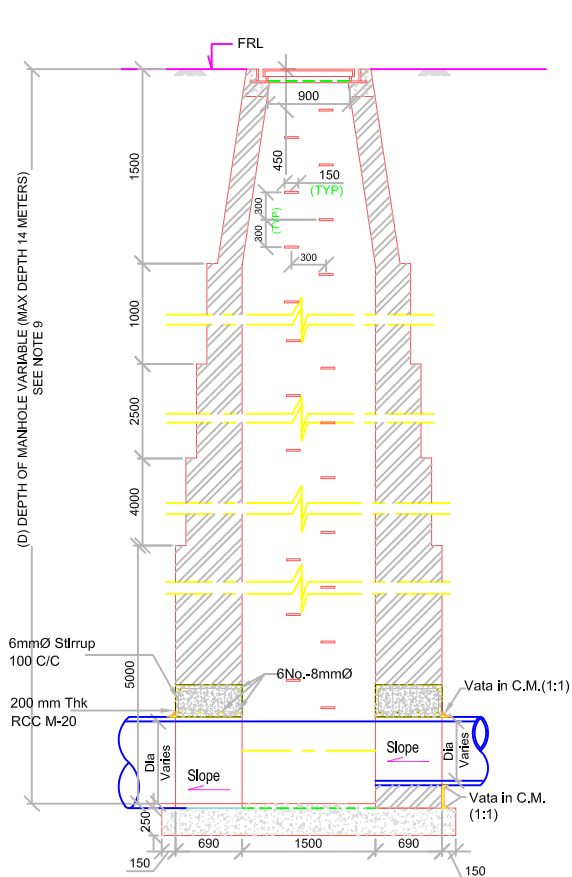 FRL
900
450
150
(TYP)
300
(TYP)
300
300
1500
1000
2500
4000
5000
(D) DEPTH OF MANHOLE VARIABLE (MAX DEPTH 14 METERS)
SEE NOTE 9
6mmØ Stirrup
100 C/C
6No.-8mmØ
200 mm Thk
RCC M-20
Vata in C.M.(1:1)
Dia
Varies
Slope
Slope
Dia
Varies
Vata in C.M.
(1:1)
250
150
690
1500
690
150